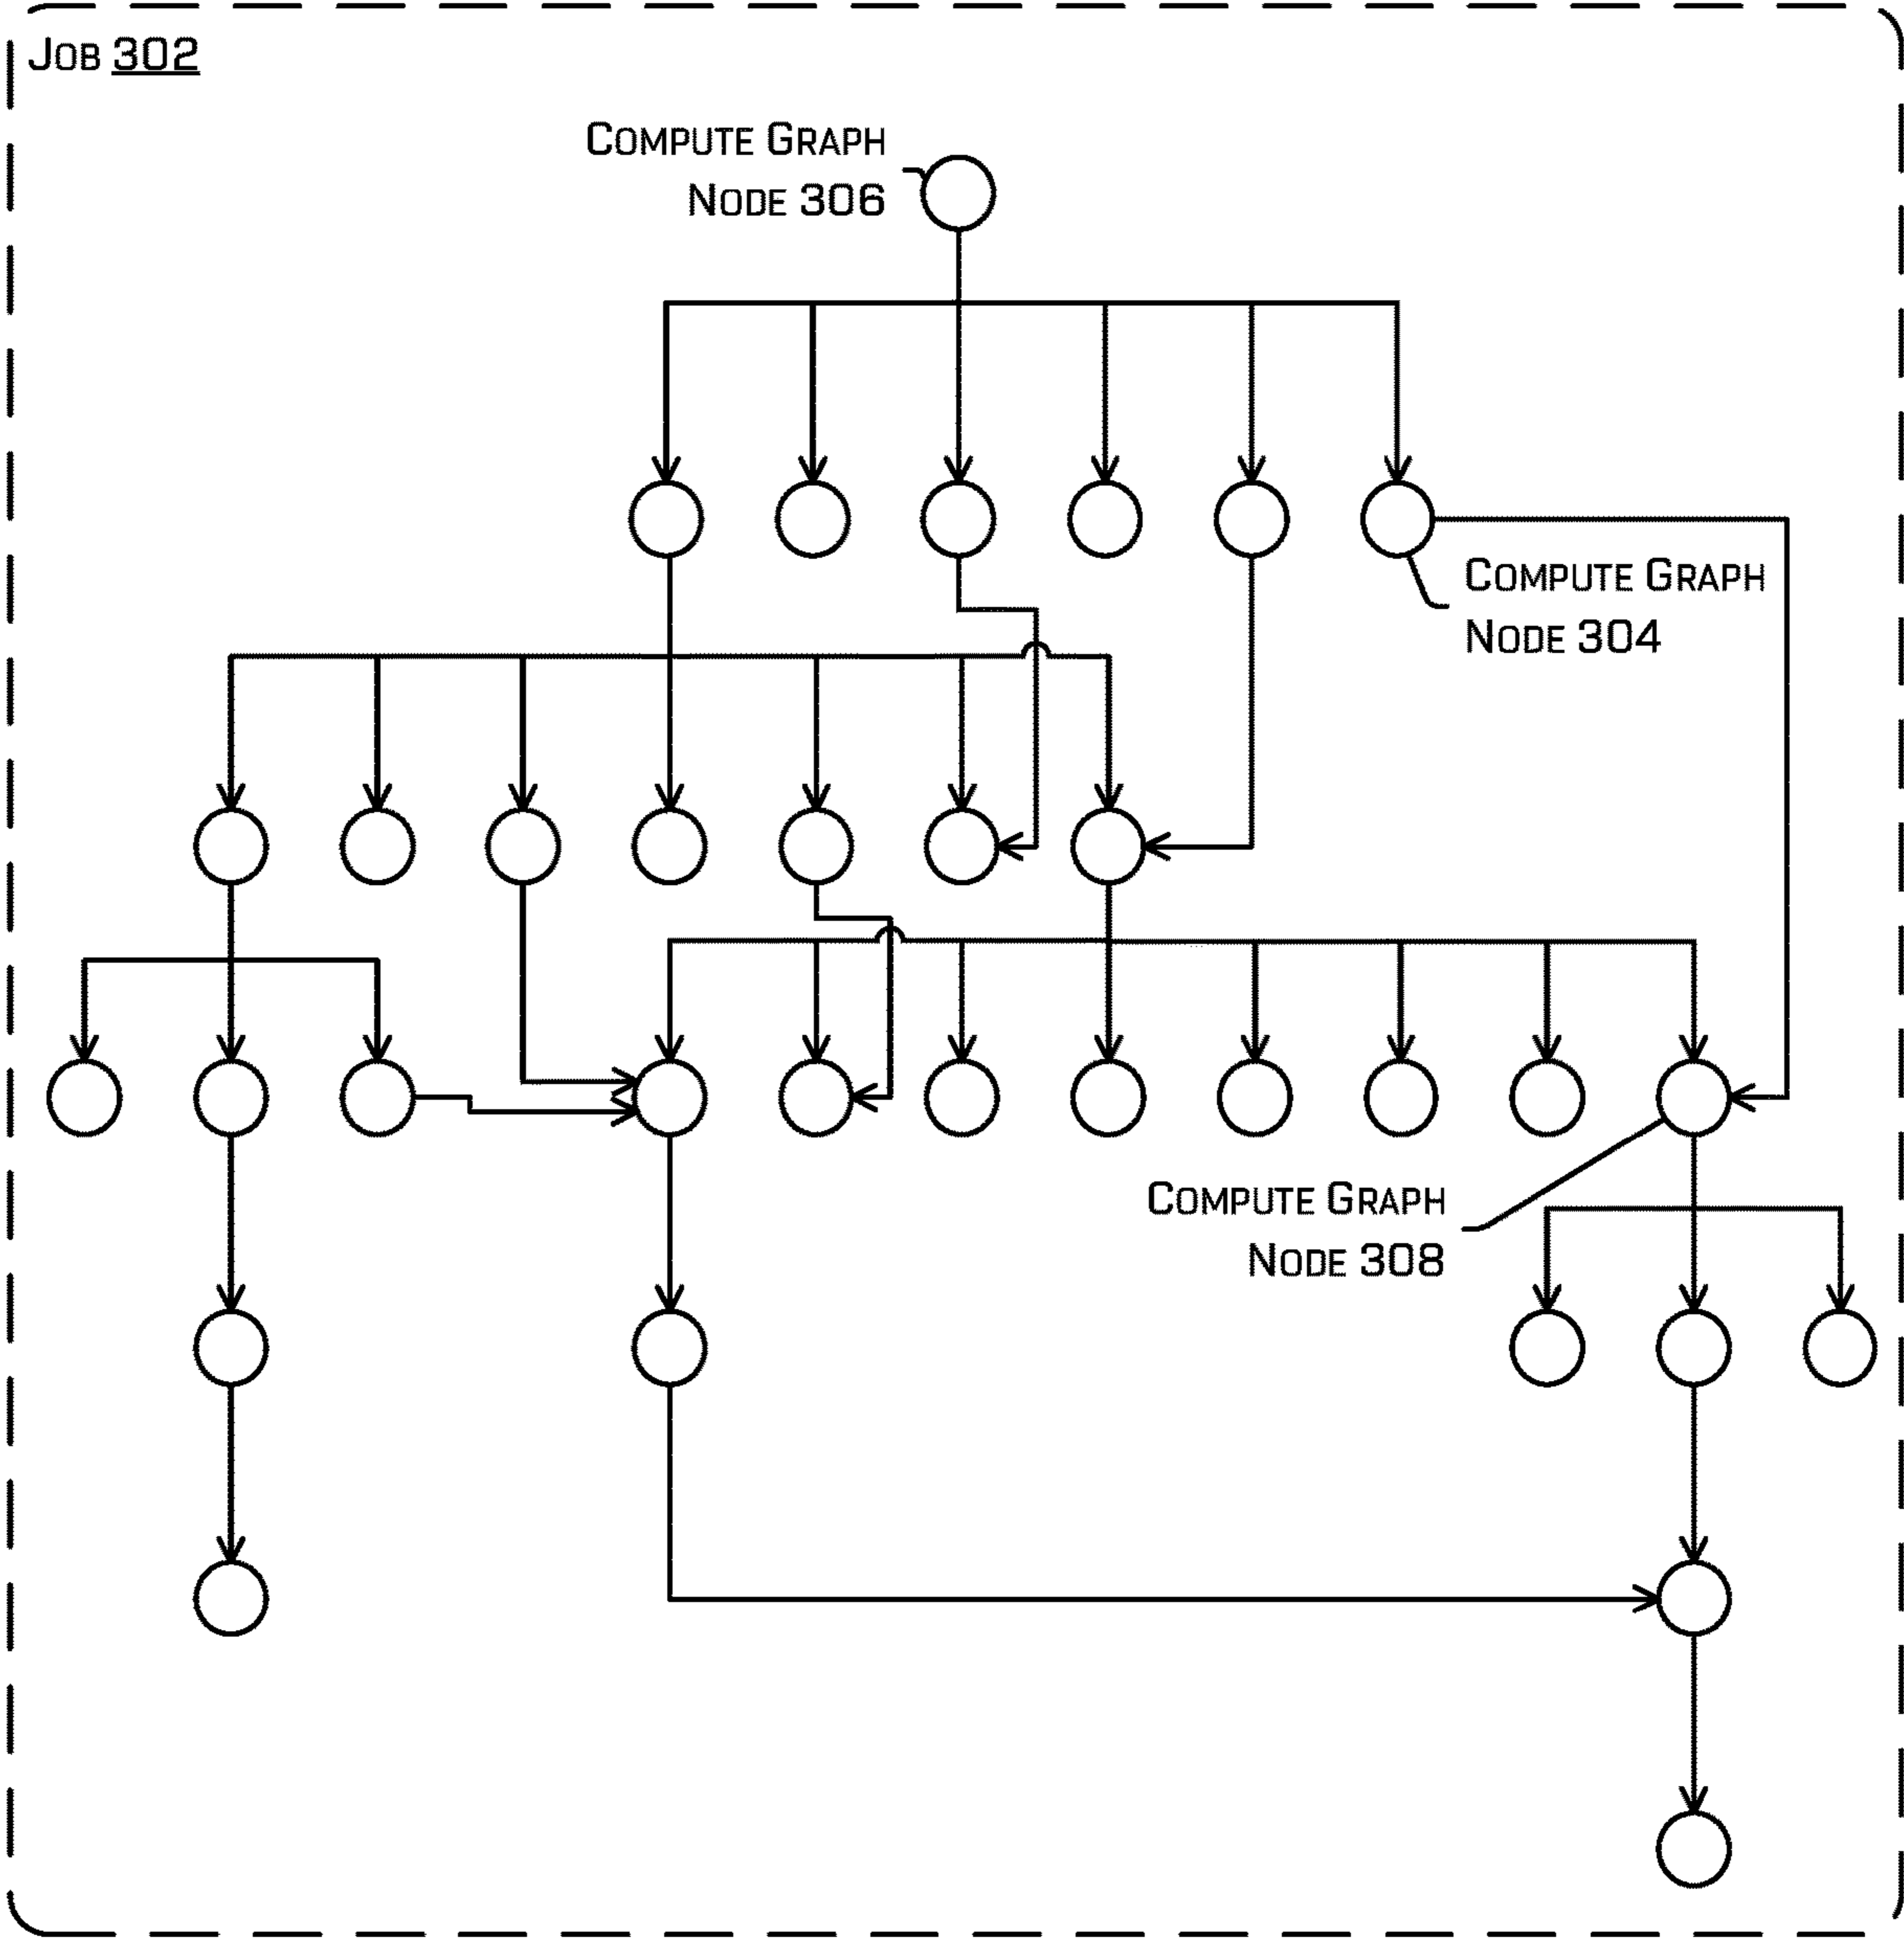 JOB 302
COMPUTE GRAPH
NODE 306
COMPUTE GRAPH
NODE 304
COMPUTE GRAPH
NODE 308